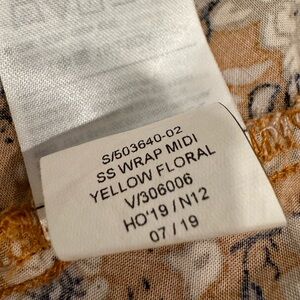 S/503640-02
SS WRAP MIDI
YELLOW FLORAL
V/306006
HO'19 / N12
07 / 19